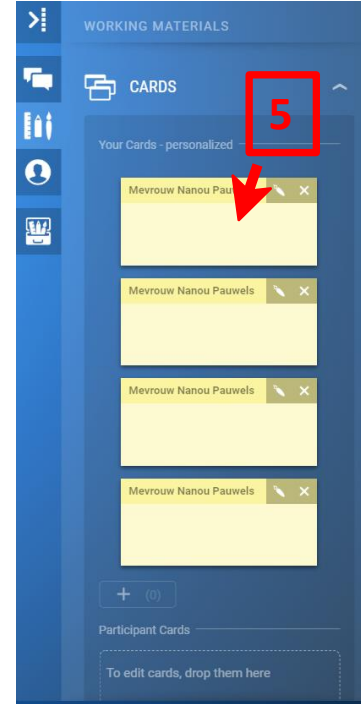 WORKING MATERIALS
CARDS
5
Your Cards - personalized
Mevrouw Nanou Pauw
Mevrouw Nanou Pauwels
Mevrouw Nanou Pauwels
Mevrouw Nanou Pauwels
+ (0)
Participant Cards
To edit cards, drop them here